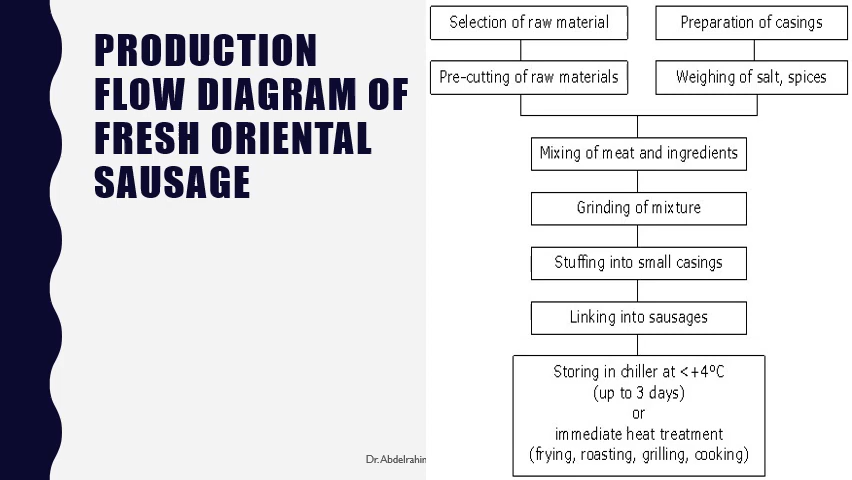 PRODUCTION
FLOW DIAGRAM OF
FRESH ORIENTAL
SAUSAGE
Selection of raw material
Preparation of casings
Pre-cutting of raw materials
Weighing of salt, spices
Mixing of meat and ingredients
Grinding of mixture
Stuffing into small casings
Linking into sausages
Storing in chiller at <+4ºC
(up to 3 days)
or
immediate heat treatment
(frying, roasting, grilling, cooking)
Dr.Abdelrahim